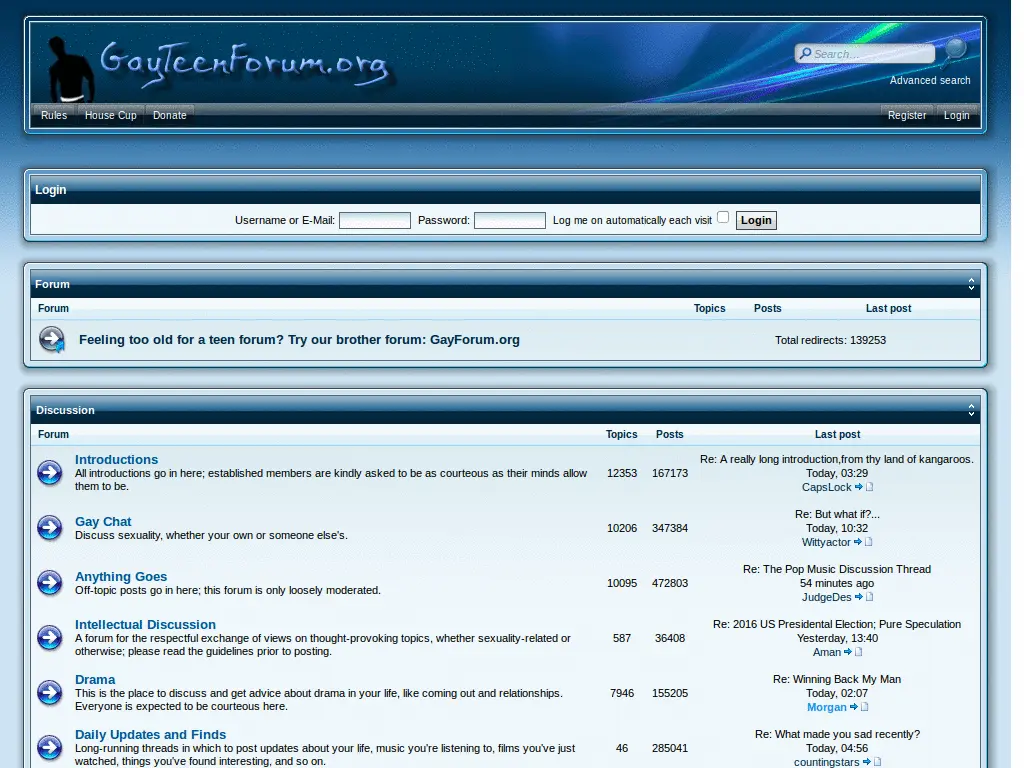 GayTeenForum.org
Search…
Advanced search
Rules House Cup Donate Register Login
Login
Username or E-Mail: Password: Log me on automatically each visit Login
Forum
Forum Topics Posts Last post
Feeling too old for a teen forum? Try our brother forum: GayForum.org Total redirects: 139253
Discussion
Forum Topics Posts Last post
Introductions
All introductions go in here; established members are kindly asked to be as courteous as their minds allow
them to be.
12353 167173
Re: A really long introduction,from thy land of kangaroos.
Today, 03:29
CapsLock
Gay Chat
Discuss sexuality, whether your own or someone else's.
10206 347384
Re: But what if?...
Today, 10:32
Wittyactor
Anything Goes
Off-topic posts go in here; this forum is only loosely moderated.
10095 472803
Re: The Pop Music Discussion Thread
54 minutes ago
JudgeDes
Intellectual Discussion
A forum for the respectful exchange of views on thought-provoking topics, whether sexuality-related or
otherwise; please read the guidelines prior to posting.
587 36408
Re: 2016 US Presidential Election; Pure Speculation
Yesterday, 13:40
Aman
Drama
This is the place to discuss and get advice about drama in your life, like coming out and relationships.
Everyone is expected to be courteous here.
7946 155205
Re: Winning Back My Man
Today, 02:07
Morgan
Daily Updates and Finds
Long-running threads in which to post updates about your life, music you're listening to, films you've just
watched, things you've found interesting, and so on.
46 285041
Re: What made you sad recently?
Today, 04:56
countingstars